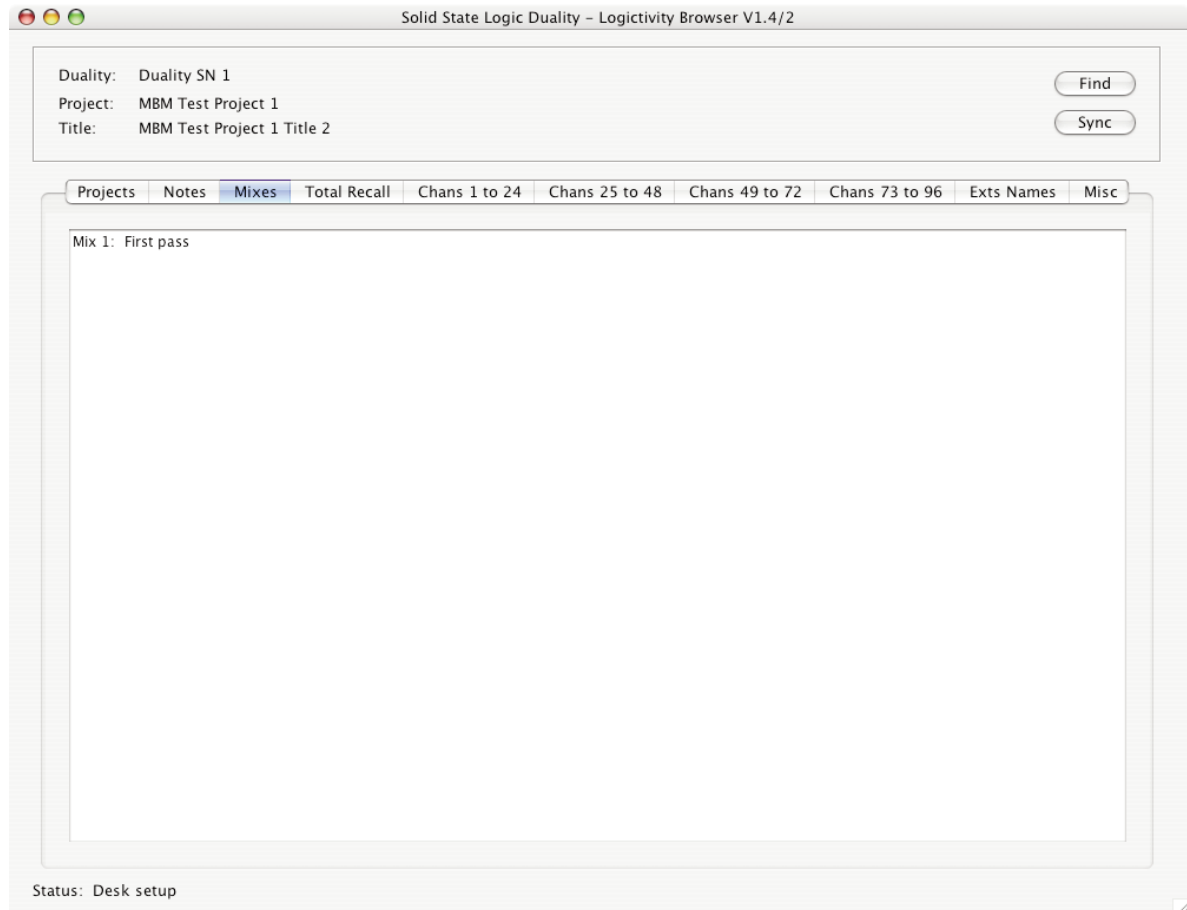 Solid State Logic Duality – Logictivity Browser V1.4/2
Duality: Duality SN 1
Find
Project: MBM Test Project 1
Title: MBM Test Project 1 Title 2
Sync
Projects Notes Mixes Total Recall Chans 1 to 24 Chans 25 to 48 Chans 49 to 72 Chans 73 to 96 Exts Names Misc
Mix 1: First pass
Status: Desk setup